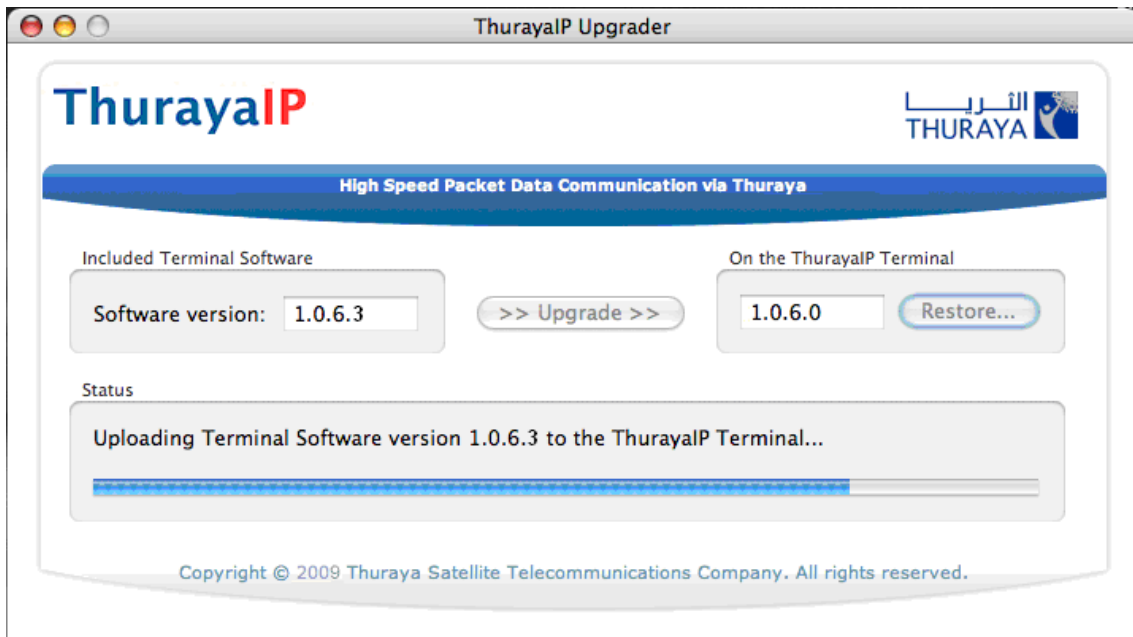 ThurayaIP Upgrader
ThurayaIP
الثريا
THURAYA
High Speed Packet Data Communication via Thuraya
Included Terminal Software
On the ThurayaIP Terminal
Software version: 1.0.6.3
>> Upgrade >>
1.0.6.0
Restore...
Status
Uploading Terminal Software version 1.0.6.3 to the ThurayaIP Terminal...
Copyright © 2009 Thuraya Satellite Telecommunications Company. All rights reserved.